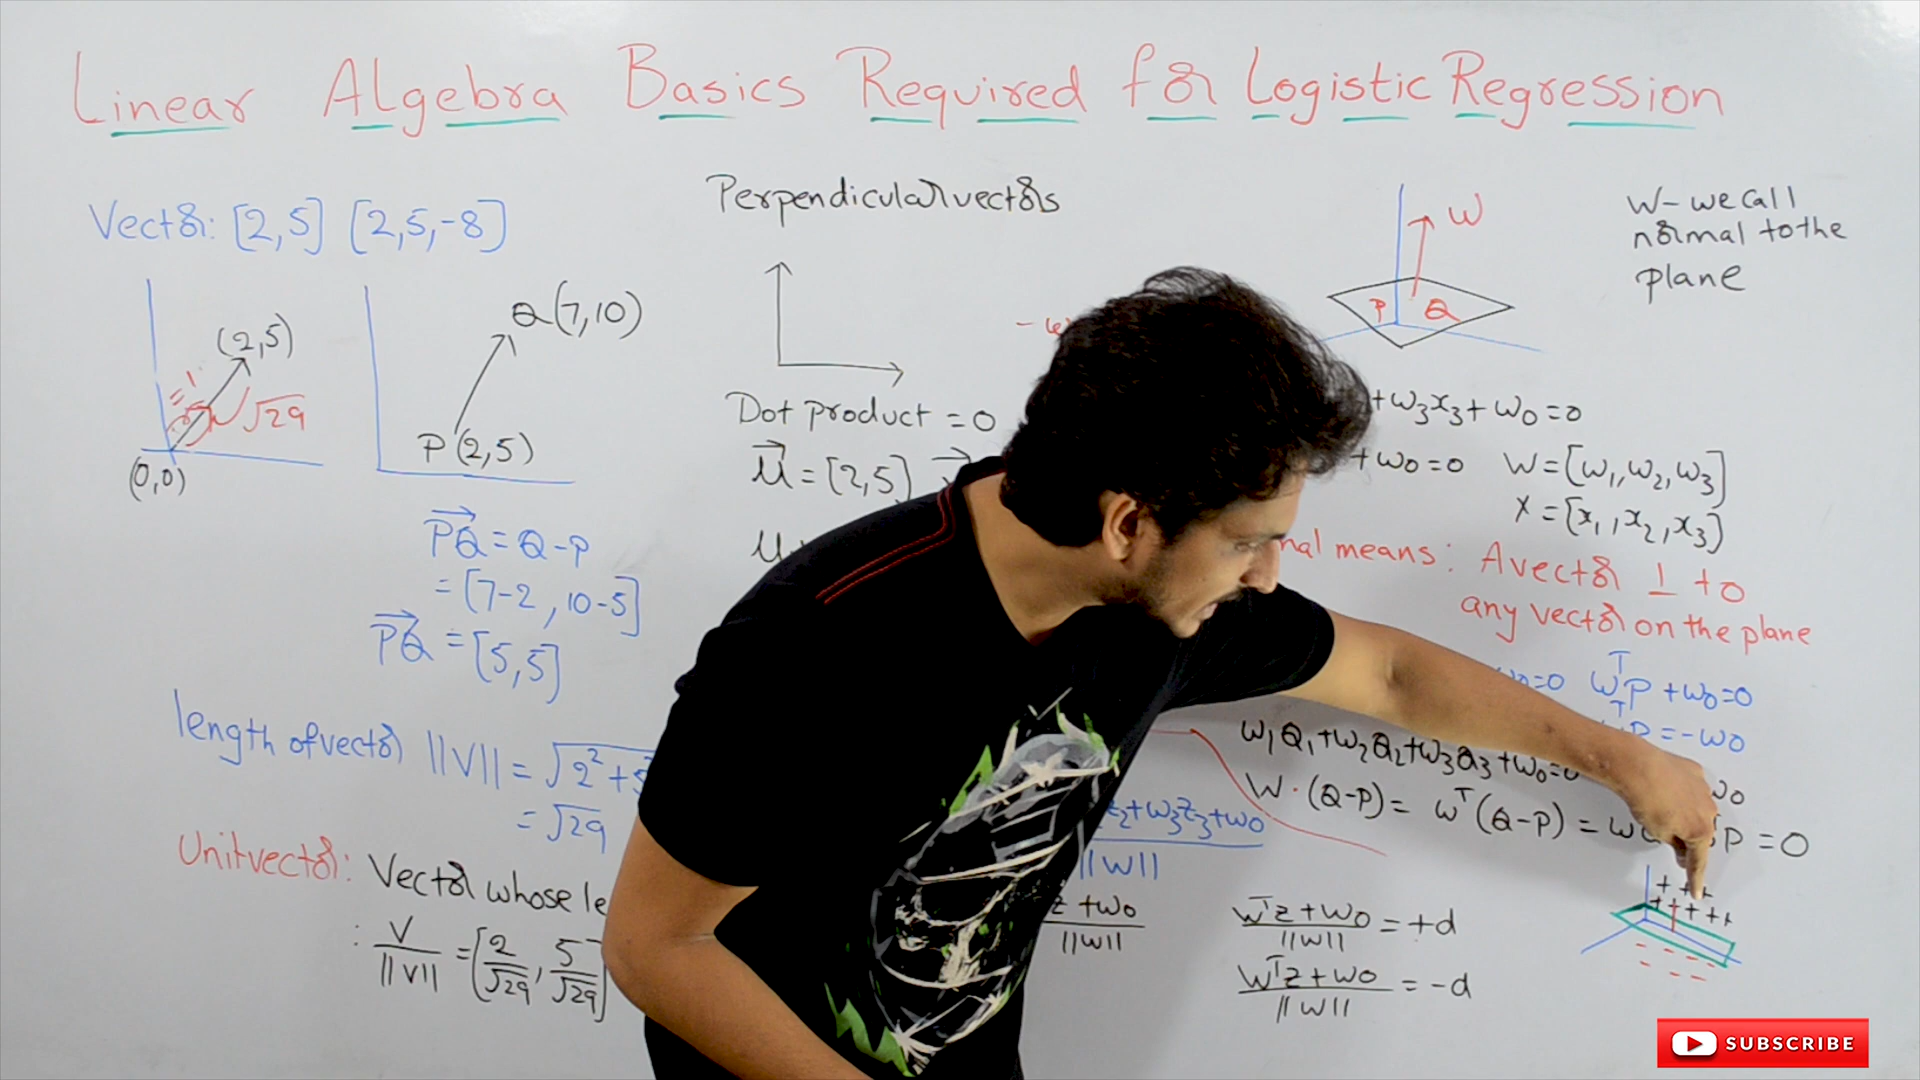 Linear Algebra Basics Required for Logistic Regression
Vector: [2,5] [2,5,-8]
(2,5)
√29
(0,0)
Q(7,10)
P(2,5)
PQ = Q-P
= [7-2, 10-5]
PQ = [5,5]
length of vector ||V|| = √2²+5
= √29
Unit vector: Vector whose le
: V/||V|| = [2/√29, 5/√29]
Perpendicular vectors
Dot product = 0
u = [2,5]
W
P Q
W - we call
normal to the
plane
+w₃x₃+w₀=0
+w₀=0 W=[w₁,w₂,w₃]
X=[x₁,x₂,x₃]
nal means: A vector ⊥ to
any vector on the plane
w₀=0 wᵀP+w₀=0
P=-w₀
w₁Q₁+w₂Q₂+w₃Q₃+w₀=0
w₀
W·(Q-P) = wᵀ(Q-P) =
P = 0
z₂+w₃z₃+w₀
||W||
z+w₀/||W||
wᵀz+w₀/||W|| = +d
wᵀz+w₀/||W|| = -d
SUBSCRIBE